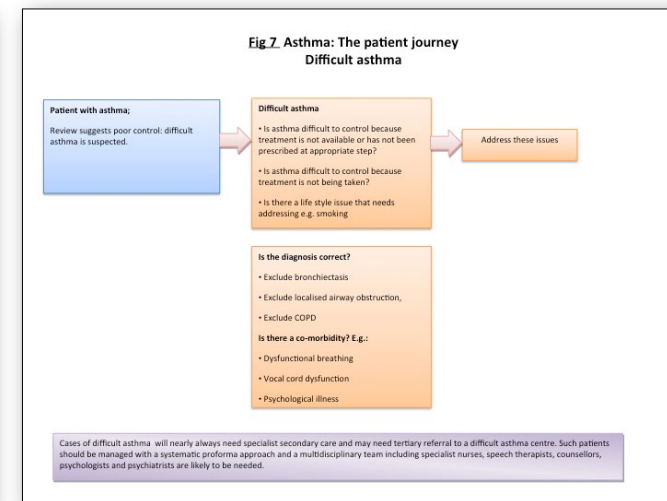 Fig 7 Asthma: The patient journey
Difficult asthma
Patient with asthma;
Review suggests poor control: difficult
asthma is suspected.
Difficult asthma
• Is asthma difficult to control because
treatment is not available or has not been
prescribed at appropriate step?
• Is asthma difficult to control because
treatment is not being taken?
• Is there a life style issue that needs
addressing e.g. smoking
Address these issues
Is the diagnosis correct?
• Exclude bronchiectasis
• Exclude localised airway obstruction,
• Exclude COPD
Is there a co-morbidity? E.g.:
• Dysfunctional breathing
• Vocal cord dysfunction
• Psychological illness
Cases of difficult asthma will nearly always need specialist secondary care and may need tertiary referral to a difficult asthma centre. Such patients
should be managed with a systematic proforma approach and a multidisciplinary team including specialist nurses, speech therapists, counsellors,
psychologists and psychiatrists are likely to be needed.